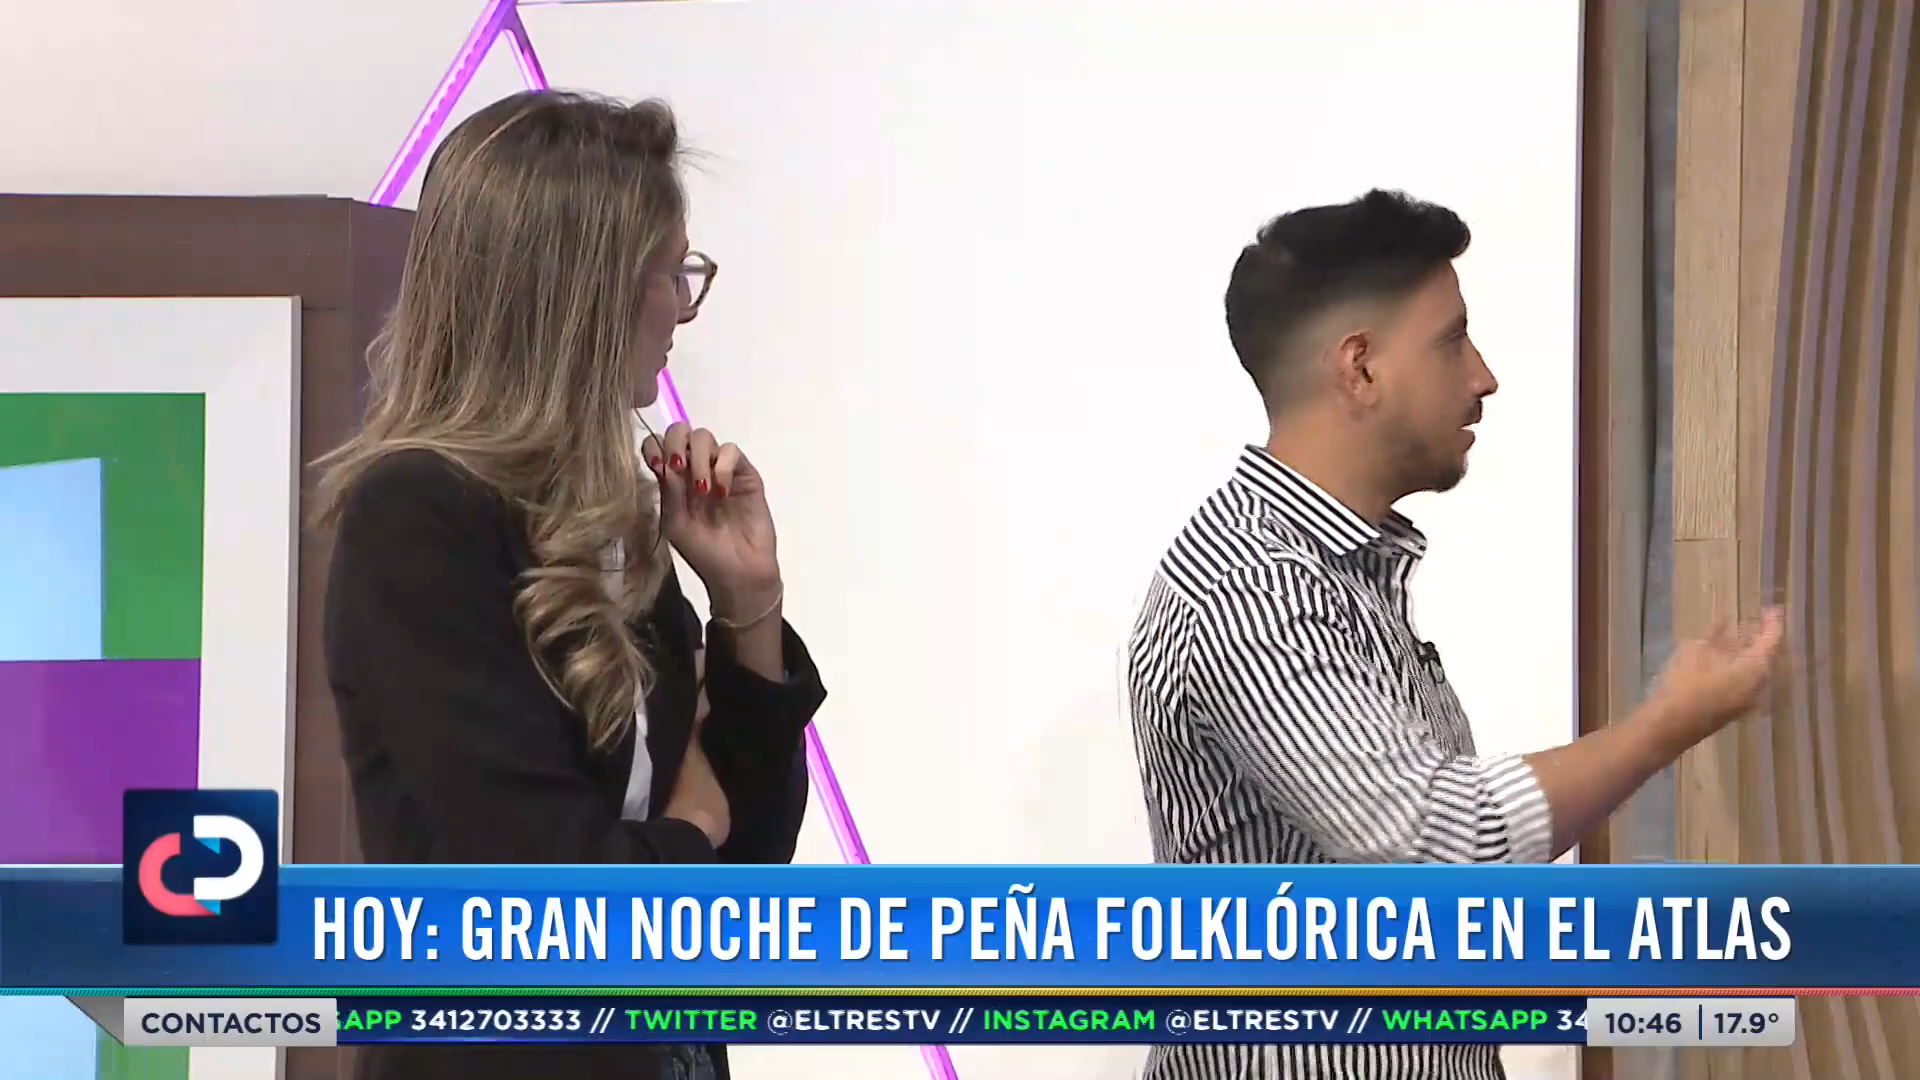 HOY: GRAN NOCHE DE PEÑA FOLKLÓRICA EN EL ATLAS
CONTACTOS SAPP 3412703333 // TWITTER @ELTRESTV // INSTAGRAM @ELTRESTV // WHATSAPP 34 10:46 17.9°